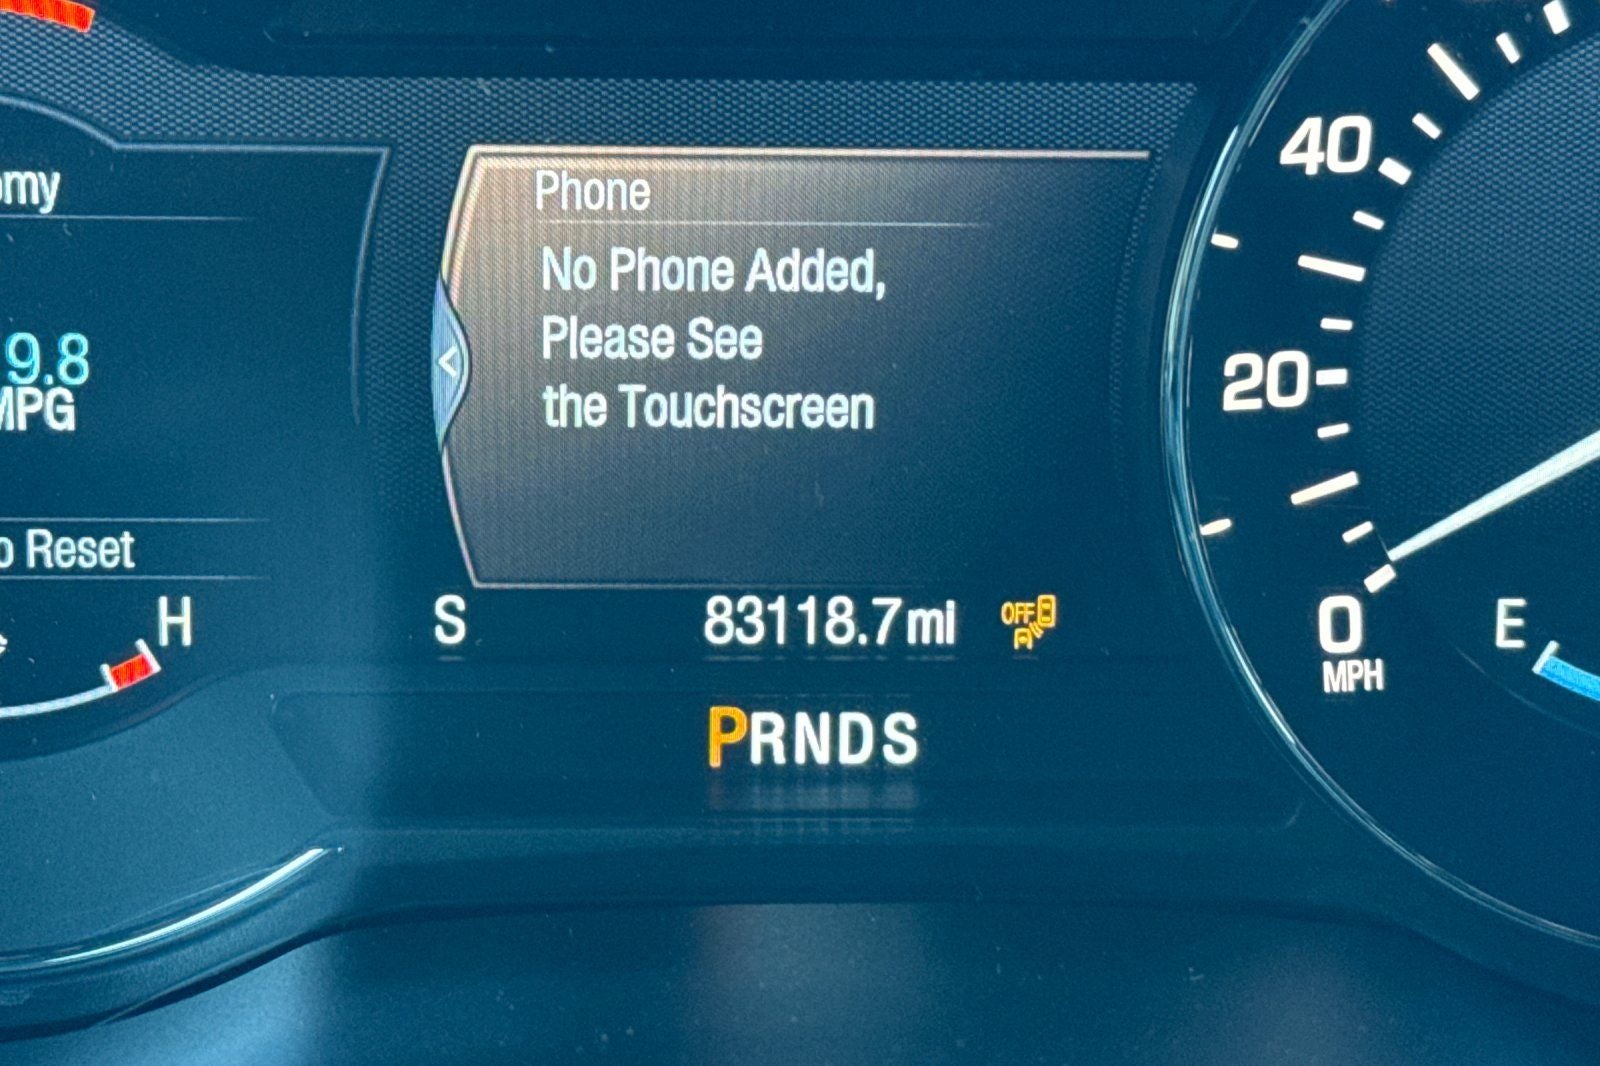 Phone
No Phone Added,
Please See
the Touchscreen
9.8
MPG
Reset
H
S
83118.7mi
OFF
PRNDS
40
20
0
MPH
E